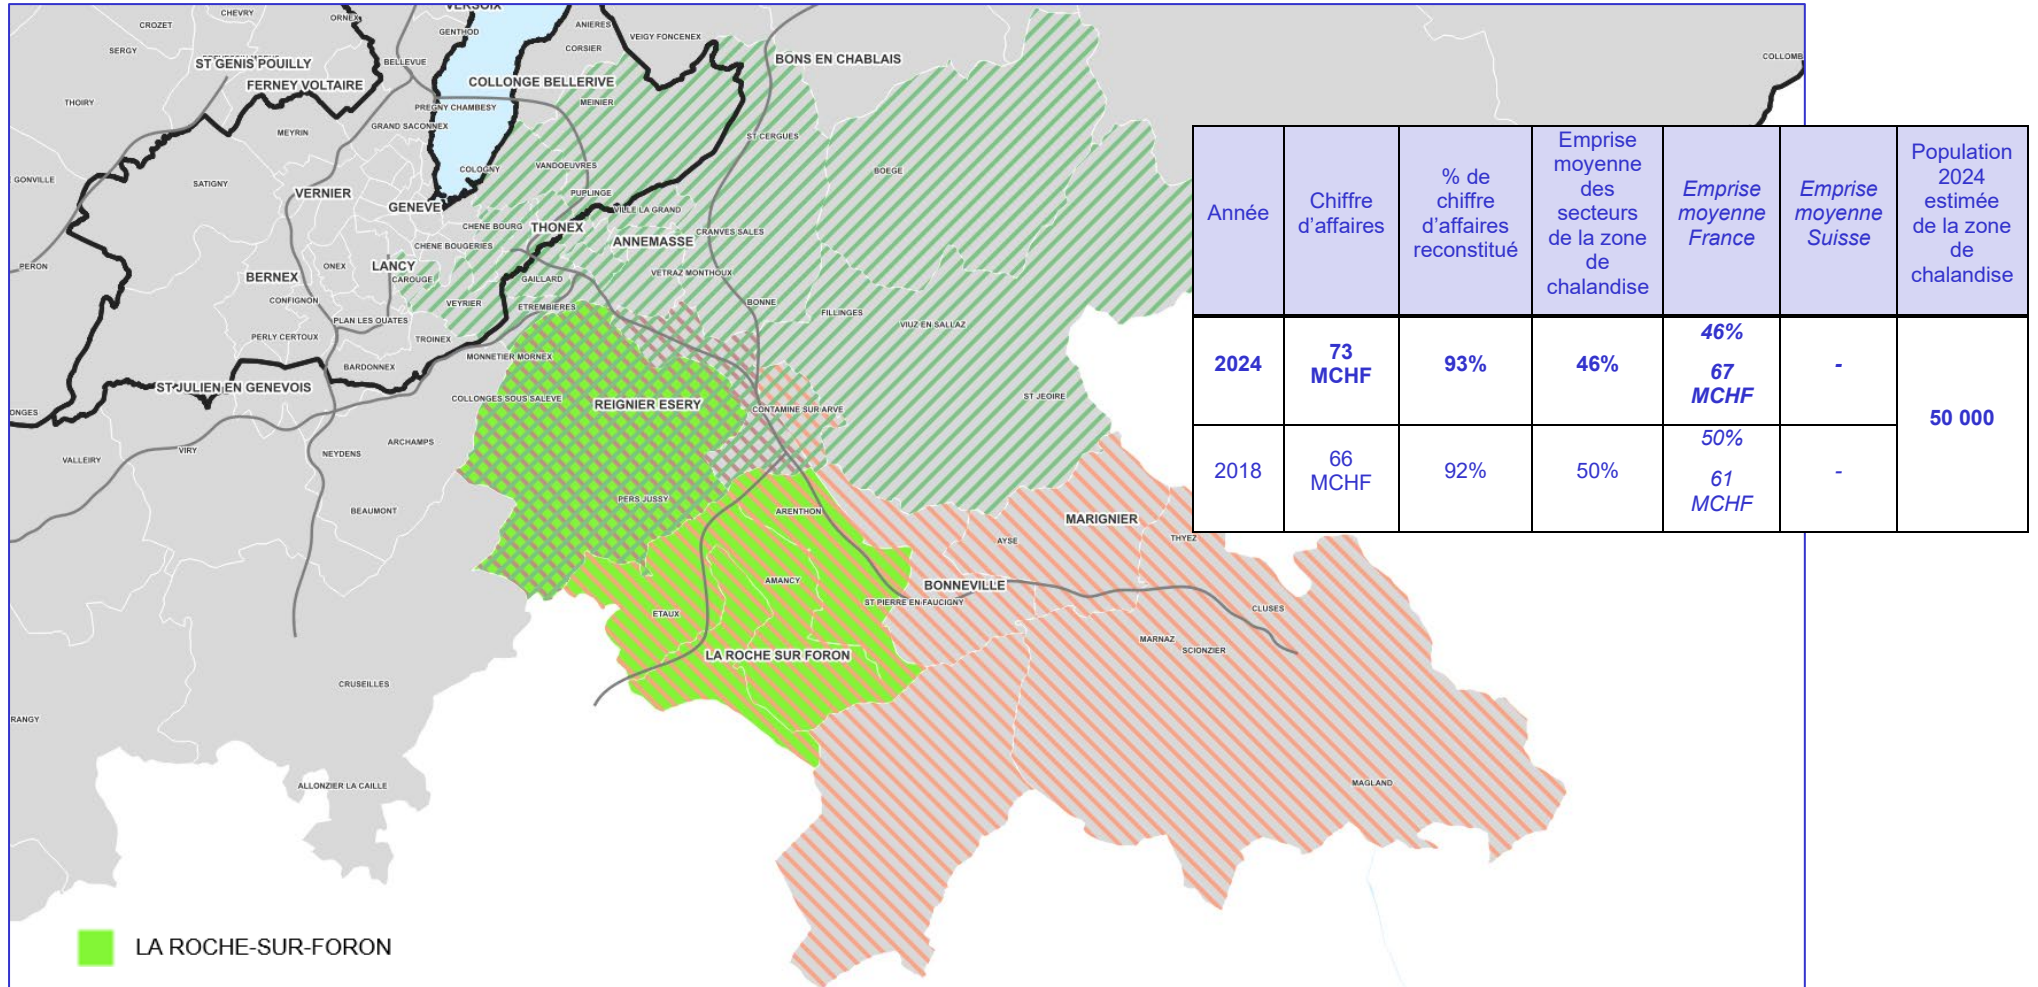 CHEVRY
ORNEX
VERSOIX
CROZET
GENTHOD
ANIERES
VEIGY FONCENEX
SERGY
CORSIER
ST GENIS POUILLY
BELLEVUE
BONS EN CHABLAIS
COLLOMB
FERNEY VOLTAIRE
COLLONGE BELLERIVE
THOIRY
PREGNY CHAMBESY
MEINIER
MEYRIN
GRAND SACONNEX
ST CERGUES
COLOGNY
VANDOEUVRES
BOEGE
GONVILLE
SATIGNY
VERNIER
PUPLINGE
GENEVE
VILLE LA GRAND
CHENE BOURG
THONEX
CRANVES SALES
CHENE BOUGERIES
ANNEMASSE
PERON
BERNEX
ONEX
LANCY
CAROUGE
GAILLARD
VETRAZ MONTHOUX
CONFIGNON
VEYRIER
ETREMBIERES
BONNE
FILLINGES
PLAN LES OUATES
VIUZ EN SALLAZ
PERLY CERTOUX
TROINEX
MONNETIER MORNEX
BARDONNEX
ST JULIEN EN GENEVOIS
COLLONGES SOUS SALEVE
REIGNIER ESERY
CONTAMINE SUR ARVE
ST JEOIRE
ONGES
ARCHAMPS
VIRY
NEYDENS
VALLEIRY
PERS JUSSY
BEAUMONT
ARENTHON
MARIGNIER
AYSE
THYEZ
AMANCY
BONNEVILLE
ST PIERRE EN FAUCIGNY
ETAUX
CLUSES
MARNAZ
SCIONZIER
LA ROCHE SUR FORON
CRUSEILLES
RANGY
ALLONZIER LA CAILLE
MAGLAND
LA ROCHE-SUR-FORON
Année
Chiffre
d'affaires
% de
chiffre
d'affaires
reconstitué
Emprise
moyenne
des
secteurs
de la zone
de
chalandise
Emprise
moyenne
France
Emprise
moyenne
Suisse
Population
2024
estimée
de la zone
de
chalandise
2024
73
MCHF
93%
46%
46%
67
MCHF
-
50 000
2018
66
MCHF
92%
50%
50%
61
MCHF
-